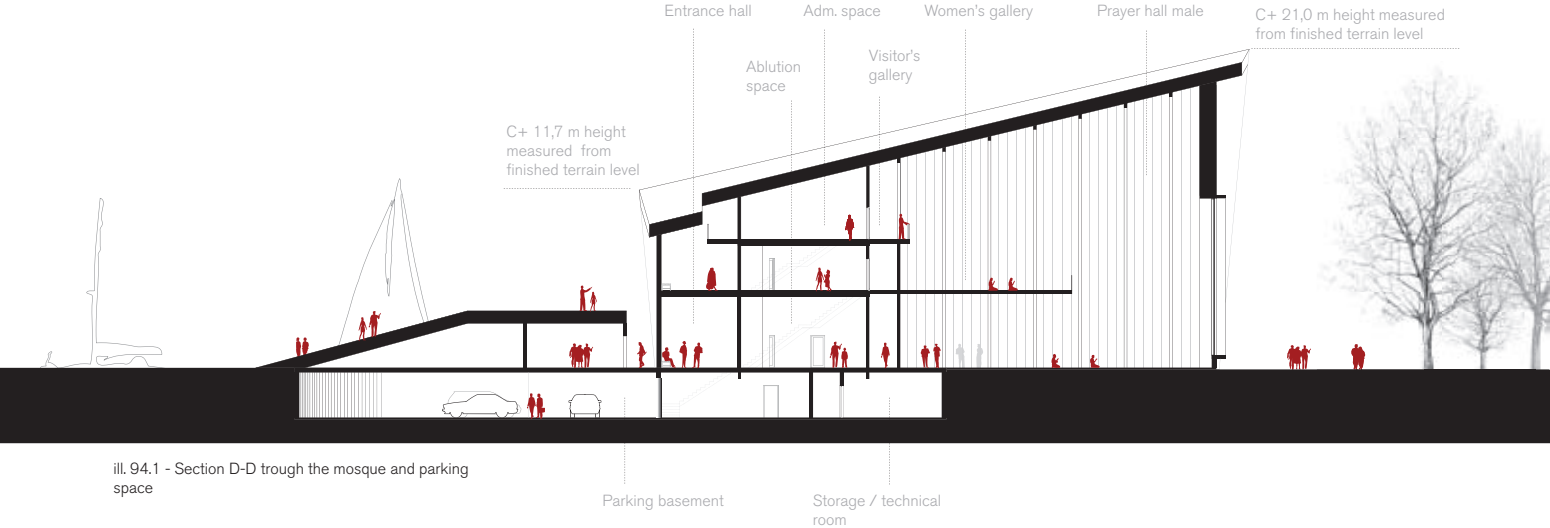 Entrance hall
Adm. space
Women's gallery
Prayer hall male
C+ 21,0 m height measured
from finished terrain level
Visitor's
gallery
Ablution
space
C+ 11,7 m height
measured from
finished terrain level
ill. 94.1 - Section D-D trough the mosque and parking
space
Parking basement
Storage / technical
room